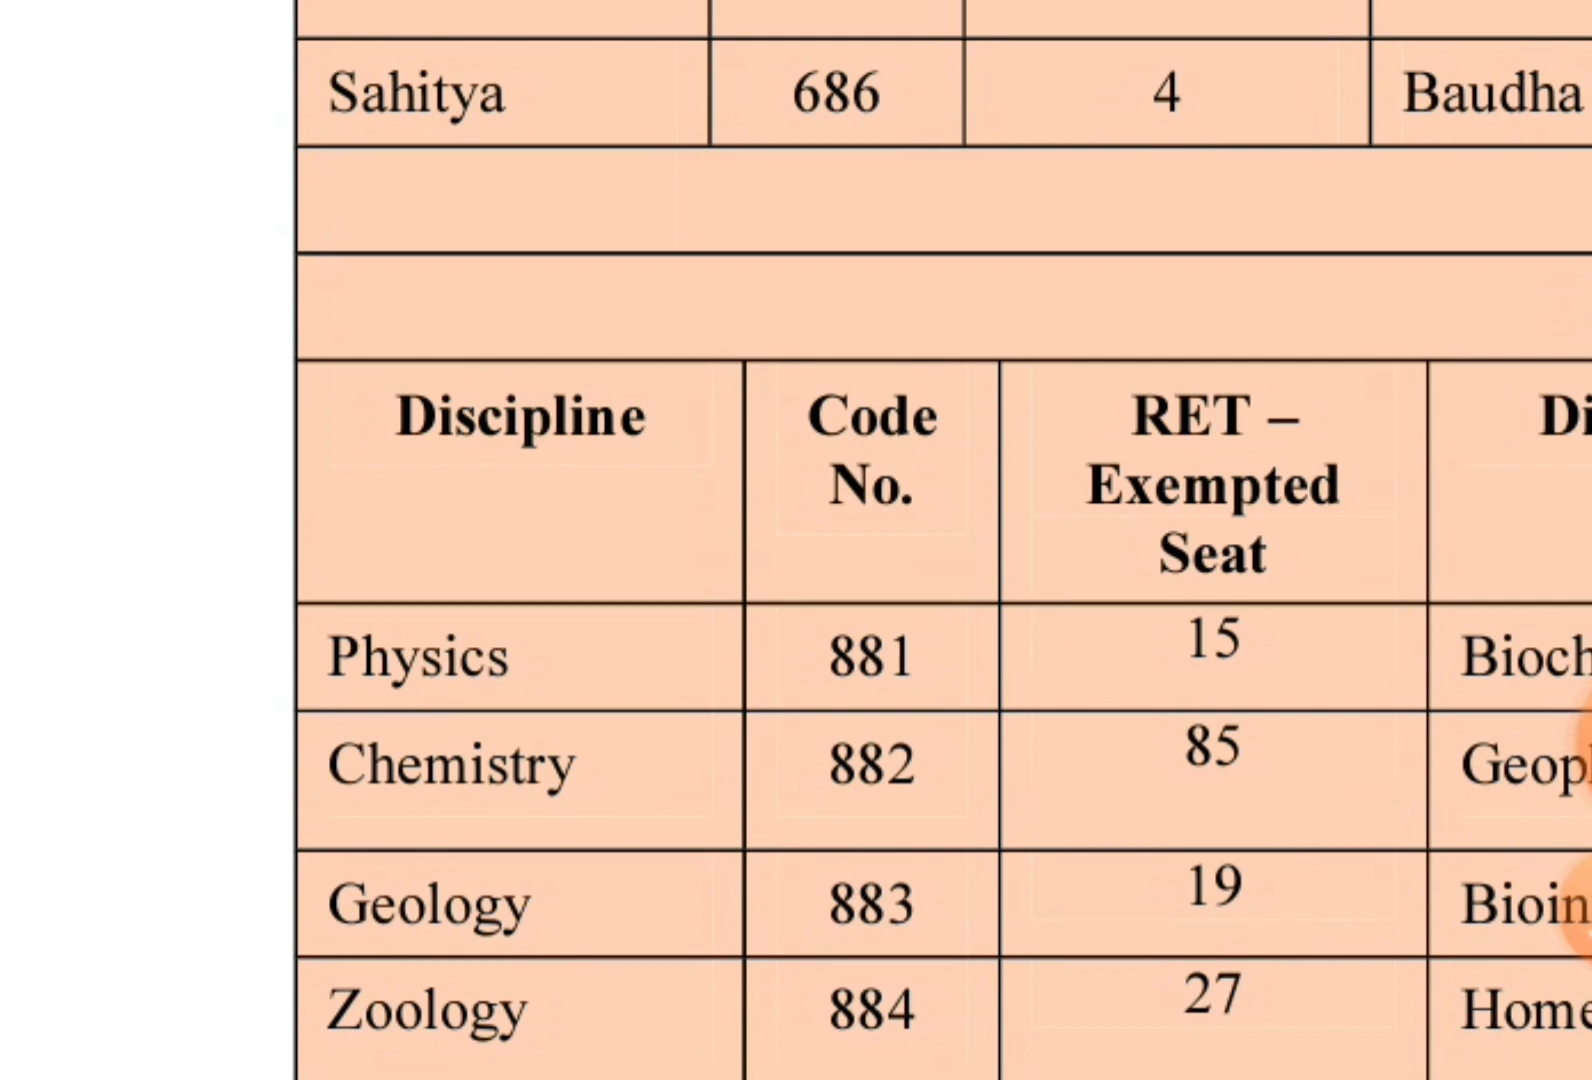 Sahitya 686 4 Baudha
Discipline Code No. RET – Exempted Seat
Physics 881 15
Chemistry 882 85
Geology 883 19
Zoology 884 27